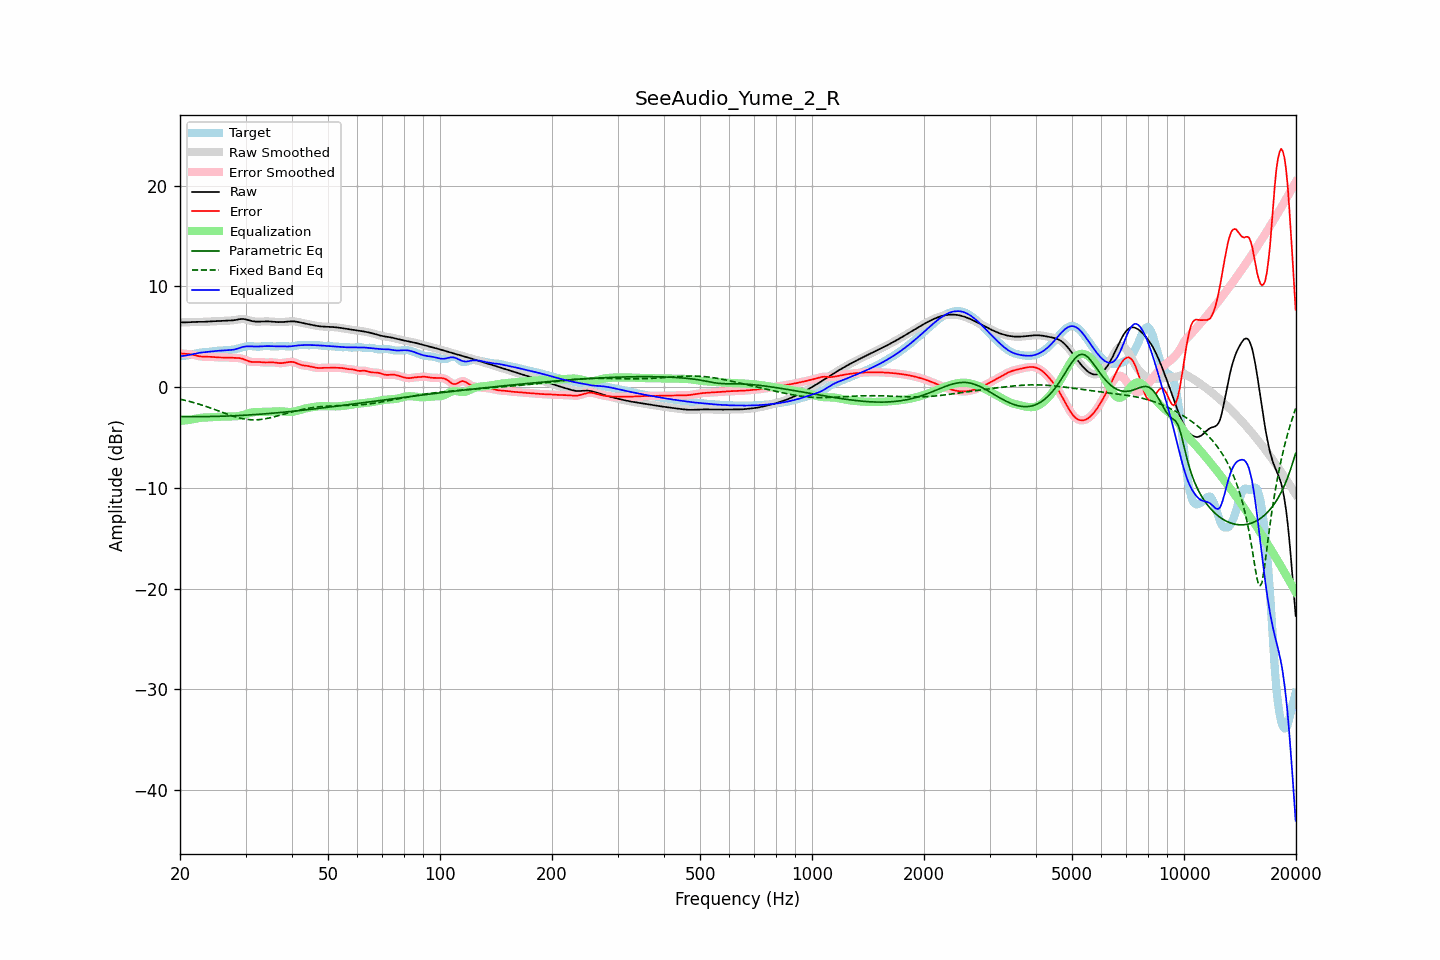 SeeAudio_Yume_2_R
Target
Raw Smoothed
Error Smoothed
Raw
Error
Equalization
Parametric Eq
Fixed Band Eq
Equalized
20
10
0
−10
−20
−30
−40
Amplitude (dBr)
20 50 100 200 500 1000 2000 5000 10000 20000
Frequency (Hz)